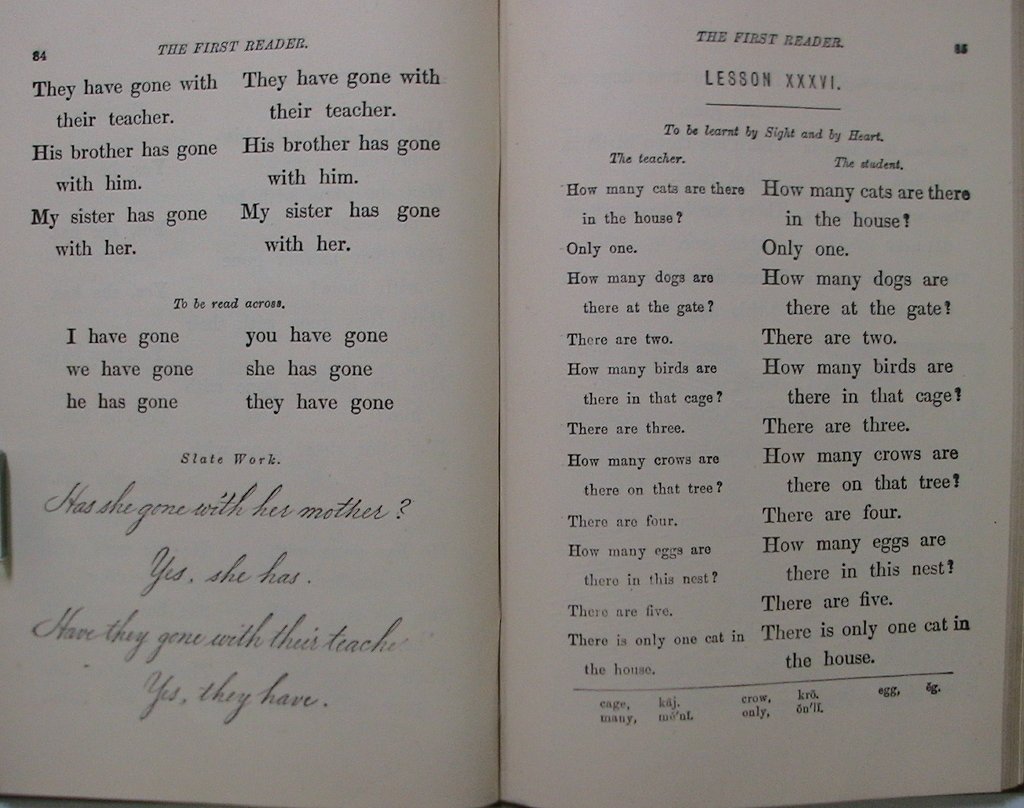 84
THE FIRST READER.
They have gone with
their teacher.
His brother has gone
with him.
My sister has gone
with her.
They have gone with
their teacher.
His brother has gone
with him.
My sister has gone
with her.
To be read across.
I have gone you have gone
we have gone she has gone
he has gone they have gone
Slate Work.
Has she gone with her mother?
Yes, she has.
Have they gone with their teache
Yes, they have.
THE FIRST READER.
85
LESSON XXXVI.
To be learnt by Sight and by Heart.
The teacher.
How many cats are there
in the house?
Only one.
How many dogs are
there at the gate?
There are two.
How many birds are
there in that cage?
There are three.
How many crows are
there on that tree?
There are four.
How many eggs are
there in this nest?
There are five.
There is only one cat in
the house.
The student.
How many cats are there
in the house?
Only one.
How many dogs are
there at the gate?
There are two.
How many birds are
there in that cage?
There are three.
How many crows are
there on that tree?
There are four.
How many eggs are
there in this nest?
There are five.
There is only one cat in
the house.
cage, kāj. crow, krō. egg, ĕg.
many, mĕ'nĭ. only, ōn'lĭ.